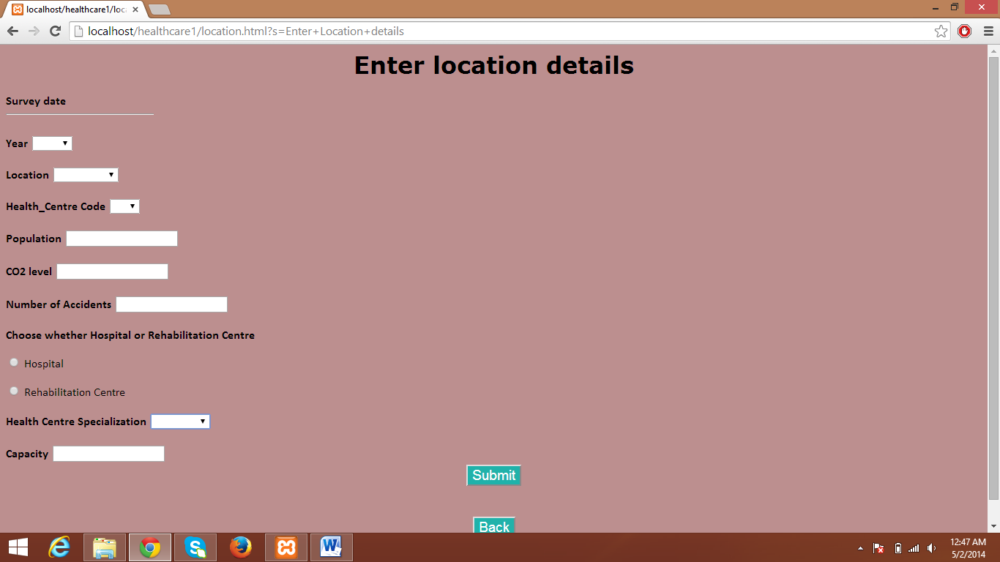 localhost/healthcare1/loc
localhost/healthcare1/location.html?s=Enter+Location+details
Enter location details
Survey date
Year
Location
Health_Centre Code
Population
CO2 level
Number of Accidents
Choose whether Hospital or Rehabilitation Centre
Hospital
Rehabilitation Centre
Health Centre Specialization
Capacity
Submit
Back
12:47 AM
5/2/2014